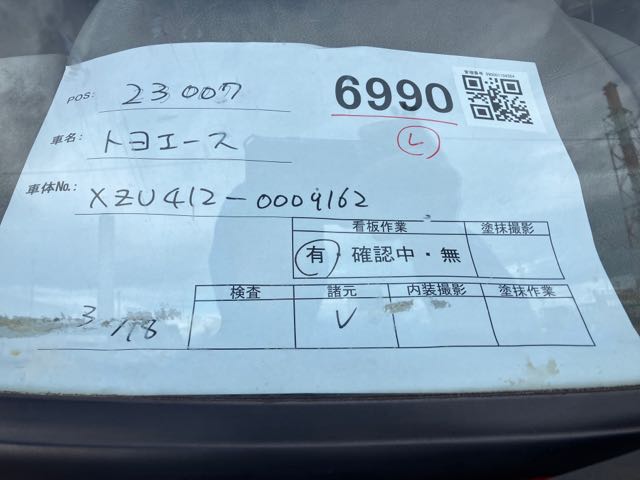 POS: 23007
6990
L
車名: トヨエース
車体No.: XZU412-0009162
看板作業 塗抹撮影
有・確認中・無
検査 諸元 内装撮影 塗抹作業
3/18 V